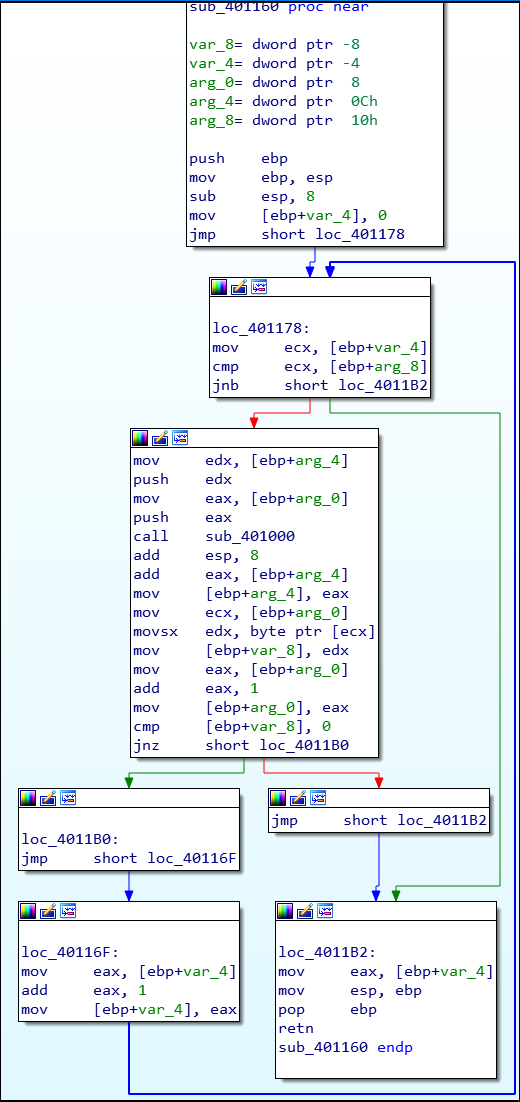 sub_401160 proc near
var_8= dword ptr -8
var_4= dword ptr -4
arg_0= dword ptr  8
arg_4= dword ptr  0Ch
arg_8= dword ptr  10h
push    ebp
mov     ebp, esp
sub     esp, 8
mov     [ebp+var_4], 0
jmp     short loc_401178
loc_401178:
mov     ecx, [ebp+var_4]
cmp     ecx, [ebp+arg_8]
jnb     short loc_4011B2
mov     edx, [ebp+arg_4]
push    edx
mov     eax, [ebp+arg_0]
push    eax
call    sub_401000
add     esp, 8
add     eax, [ebp+arg_4]
mov     [ebp+arg_4], eax
mov     ecx, [ebp+arg_0]
movsx   edx, byte ptr [ecx]
mov     [ebp+var_8], edx
mov     eax, [ebp+arg_0]
add     eax, 1
mov     [ebp+arg_0], eax
cmp     [ebp+var_8], 0
jnz     short loc_4011B0
loc_4011B0:
jmp     short loc_40116F
jmp     short loc_4011B2
loc_40116F:
mov     eax, [ebp+var_4]
add     eax, 1
mov     [ebp+var_4], eax
loc_4011B2:
mov     eax, [ebp+var_4]
mov     esp, ebp
pop     ebp
retn
sub_401160 endp